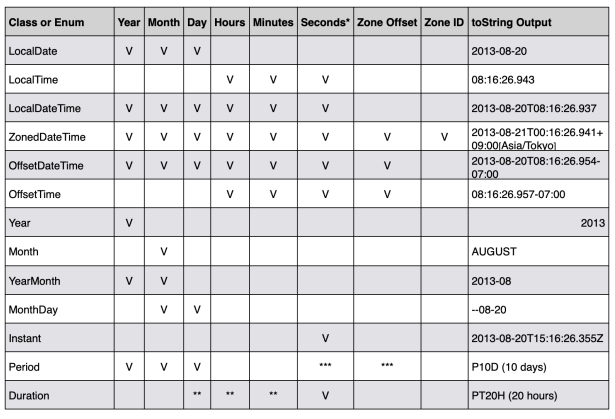 Class or Enum Year Month Day Hours Minutes Seconds* Zone Offset Zone ID toString Output
LocalDate V V V 2013-08-20
LocalTime V V V 08:16:26.943
LocalDateTime V V V V V V 2013-08-20T08:16:26.937
ZonedDateTime V V V V V V V V 2013-08-21T00:16:26.941+
09:00[Asia/Tokyo]
OffsetDateTime V V V V V V V 2013-08-20T08:16:26.954-
07:00
OffsetTime V V V V 08:16:26.957-07:00
Year V 2013
Month V AUGUST
YearMonth V V 2013-08
MonthDay V V --08-20
Instant V 2013-08-20T15:16:26.355Z
Period V V V *** *** P10D (10 days)
Duration ** ** ** V PT20H (20 hours)